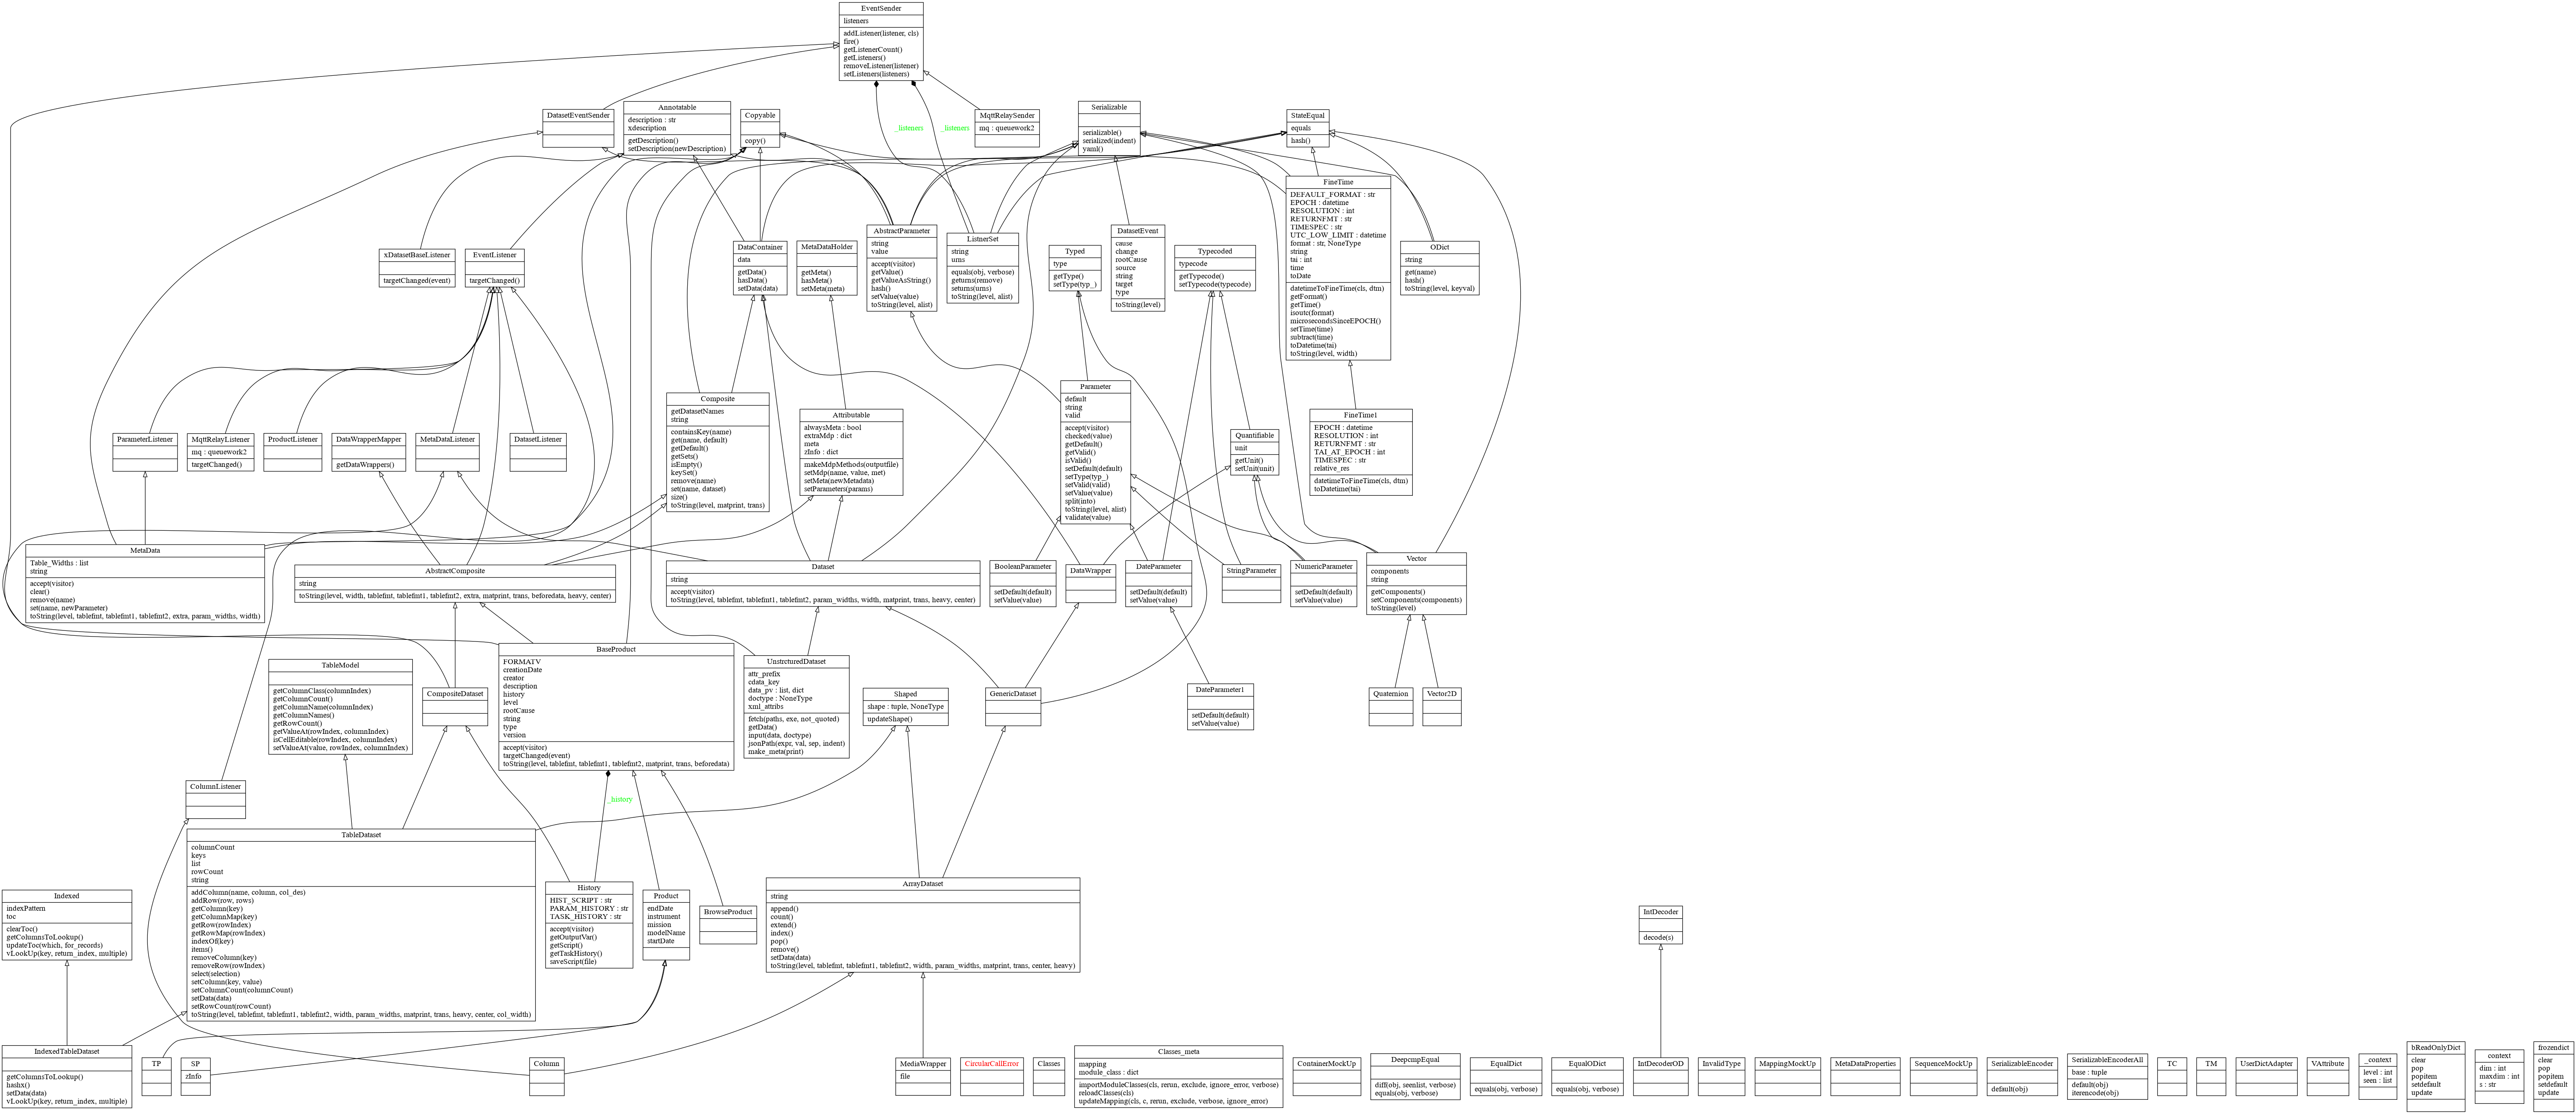 EventSender
listeners
addListener(listener, cls)
fire()
getListenerCount()
getListeners()
removeListener(listener)
setListeners(listeners)
DatasetEventSender
Annotatable
description : str
xdescription
getDescription()
setDescription(newDescription)
Copyable
copy()
_listeners
_listeners
MqttRelaySender
mq : queuework2
Serializable
serializable()
serialized(indent)
yaml()
StateEqual
equals
hash()
xDatasetBaseListener
targetChanged(event)
EventListener
targetChanged()
DataContainer
data
getData()
hasData()
setData(data)
MetaDataHolder
getMeta()
hasMeta()
setMeta(meta)
AbstractParameter
string
value
accept(visitor)
getValue()
getValueAsString()
hash()
setValue(value)
toString(level, alist)
ListnerSet
string
urns
equals(obj, verbose)
geturns(remove)
seturns(urns)
toString(level, alist)
Typed
type
getType()
setType(typ_)
DatasetEvent
cause
change
rootCause
source
string
target
type
toString(level)
Typecoded
typecode
getTypecode()
setTypecode(typecode)
FineTime
DEFAULT_FORMAT : str
EPOCH : datetime
RESOLUTION : int
RETURNFMT : str
TIMESPEC : str
UTC_LOW_LIMIT : datetime
format : str, NoneType
string
tai : int
time
toDate
datetimeToFineTime(cls, dtm)
getFormat()
getTime()
isoutc(format)
microsecondsSinceEPOCH()
setTime(time)
subtract(time)
toDatetime(tai)
toString(level, width)
ODict
string
get(name)
hash()
toString(level, keyval)
ParameterListener
MqttRelayListener
mq : queuework2
targetChanged()
ProductListener
DataWrapperMapper
getDataWrappers()
MetaDataListener
DatasetListener
Composite
getDatasetNames
string
containsKey(name)
get(name, default)
getDefault()
getSets()
isEmpty()
keySet()
remove(name)
set(name, dataset)
size()
toString(level, matprint, trans)
Attributable
alwaysMeta : bool
extraMdp : dict
meta
zInfo : dict
makeMdpMethods(outputfile)
setMdp(name, value, met)
setMeta(newMetadata)
setParameters(params)
Parameter
default
string
valid
accept(visitor)
checked(value)
getDefault()
getValid()
isValid()
setDefault(default)
setType(typ_)
setValid(valid)
setValue(value)
split(into)
toString(level, alist)
validate(value)
Quantifiable
unit
getUnit()
setUnit(unit)
FineTime1
EPOCH : datetime
RESOLUTION : int
RETURNFMT : str
TAI_AT_EPOCH : int
TIMESPEC : str
relative_res
datetimeToFineTime(cls, dtm)
toDatetime(tai)
MetaData
Table_Widths : list
string
accept(visitor)
clear()
remove(name)
set(name, newParameter)
toString(level, tablefmt, tablefmt1, tablefmt2, extra, param_widths, width)
AbstractComposite
string
toString(level, width, tablefmt, tablefmt1, tablefmt2, extra, matprint, trans, beforedata, heavy, center)
Dataset
string
accept(visitor)
toString(level, tablefmt, tablefmt1, tablefmt2, param_widths, width, matprint, trans, heavy, center)
BooleanParameter
setDefault(default)
setValue(value)
DataWrapper
DateParameter
setDefault(default)
setValue(value)
StringParameter
NumericParameter
setDefault(default)
setValue(value)
Vector
components
string
getComponents()
setComponents(components)
toString(level)
TableModel
getColumnClass(columnIndex)
getColumnCount()
getColumnName(columnIndex)
getColumnNames()
getRowCount()
getValueAt(rowIndex, columnIndex)
isCellEditable(rowIndex, columnIndex)
setValueAt(value, rowIndex, columnIndex)
CompositeDataset
BaseProduct
FORMATV
creationDate
creator
description
history
level
rootCause
string
type
version
accept(visitor)
targetChanged(event)
toString(level, tablefmt, tablefmt1, tablefmt2, matprint, trans, beforedata)
UnstrcturedDataset
attr_prefix
cdata_key
data_pv : list, dict
doctype : NoneType
xml_attribs
fetch(paths, exe, not_quoted)
getData()
input(data, doctype)
jsonPath(expr, val, sep, indent)
make_meta(print)
Shaped
shape : tuple, NoneType
updateShape()
GenericDataset
DateParameter1
setDefault(default)
setValue(value)
Quaternion
Vector2D
ColumnListener
_history
TableDataset
columnCount
keys
list
rowCount
string
addColumn(name, column, col_des)
addRow(row, rows)
getColumn(key)
getColumnMap(key)
getRow(rowIndex)
getRowMap(rowIndex)
indexOf(key)
items()
removeColumn(key)
removeRow(rowIndex)
select(selection)
setColumn(key, value)
setColumnCount(columnCount)
setData(data)
setRowCount(rowCount)
toString(level, tablefmt, tablefmt1, tablefmt2, width, param_widths, matprint, trans, heavy, center, col_width)
Indexed
indexPattern
toc
clearToc()
getColumnsToLookup()
updateToc(which, for_records)
vLookUp(key, return_index, multiple)
History
HIST_SCRIPT : str
PARAM_HISTORY : str
TASK_HISTORY : str
accept(visitor)
getOutputVar()
getScript()
getTaskHistory()
saveScript(file)
Product
endDate
instrument
mission
modelName
startDate
BrowseProduct
ArrayDataset
string
append()
count()
extend()
index()
pop()
remove()
setData(data)
toString(level, tablefmt, tablefmt1, tablefmt2, width, param_widths, matprint, trans, center, heavy)
IntDecoder
decode(s)
IndexedTableDataset
getColumnsToLookup()
hashx()
setData(data)
vLookUp(key, return_index, multiple)
TP
SP
zInfo
Column
MediaWrapper
file
CircularCallError
Classes
Classes_meta
mapping
module_class : dict
importModuleClasses(cls, rerun, exclude, ignore_error, verbose)
reloadClasses(cls)
updateMapping(cls, c, rerun, exclude, verbose, ignore_error)
ContainerMockUp
DeepcmpEqual
diff(obj, seenlist, verbose)
equals(obj, verbose)
EqualDict
equals(obj, verbose)
EqualODict
equals(obj, verbose)
IntDecoderOD
InvalidType
MappingMockUp
MetaDataProperties
SequenceMockUp
SerializableEncoder
default(obj)
SerializableEncoderAll
base : tuple
default(obj)
iterencode(obj)
TC
TM
UserDictAdapter
VAttribute
_context
level : int
seen : list
bReadOnlyDict
clear
pop
popitem
setdefault
update
context
dim : int
maxdim : int
s : str
frozendict
clear
pop
popitem
setdefault
update